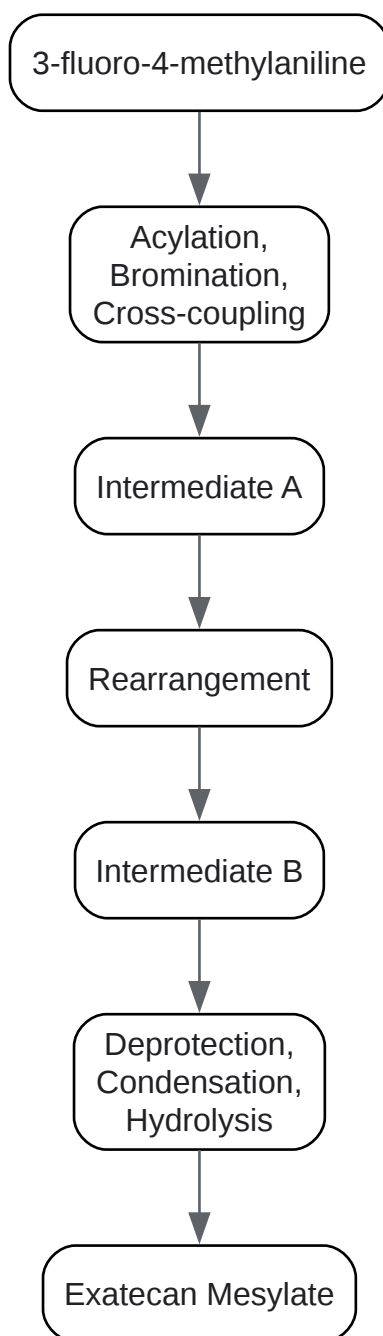 3-fluoro-4-methylaniline
Acylation,
Bromination,
Cross-coupling
Intermediate A
Rearrangement
Intermediate B
Deprotection,
Condensation,
Hydrolysis
Exatecan Mesylate